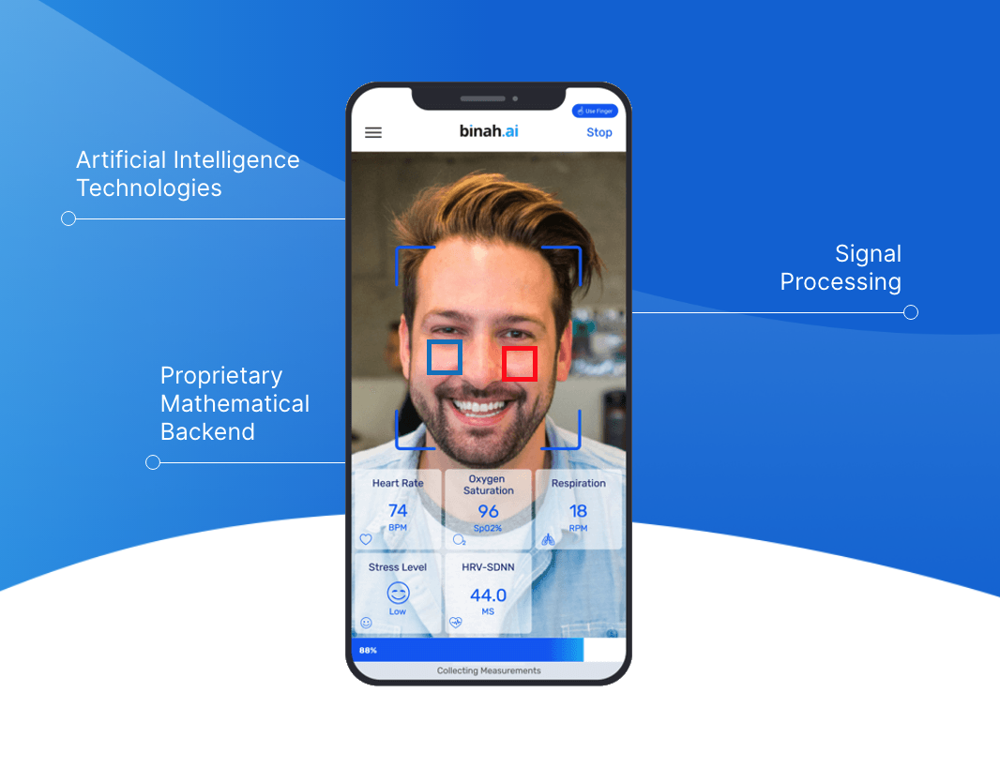 Use Finger
binah.ai
Stop
Artificial Intelligence
Technologies
Signal
Processing
Proprietary
Mathematical
Backend
Heart Rate
74
BPM
Oxygen
Saturation
96
Sp02%
O2
Respiration
18
RPM
Stress Level
Low
HRV-SDNN
44.0
MS
88%
Collecting Measurements